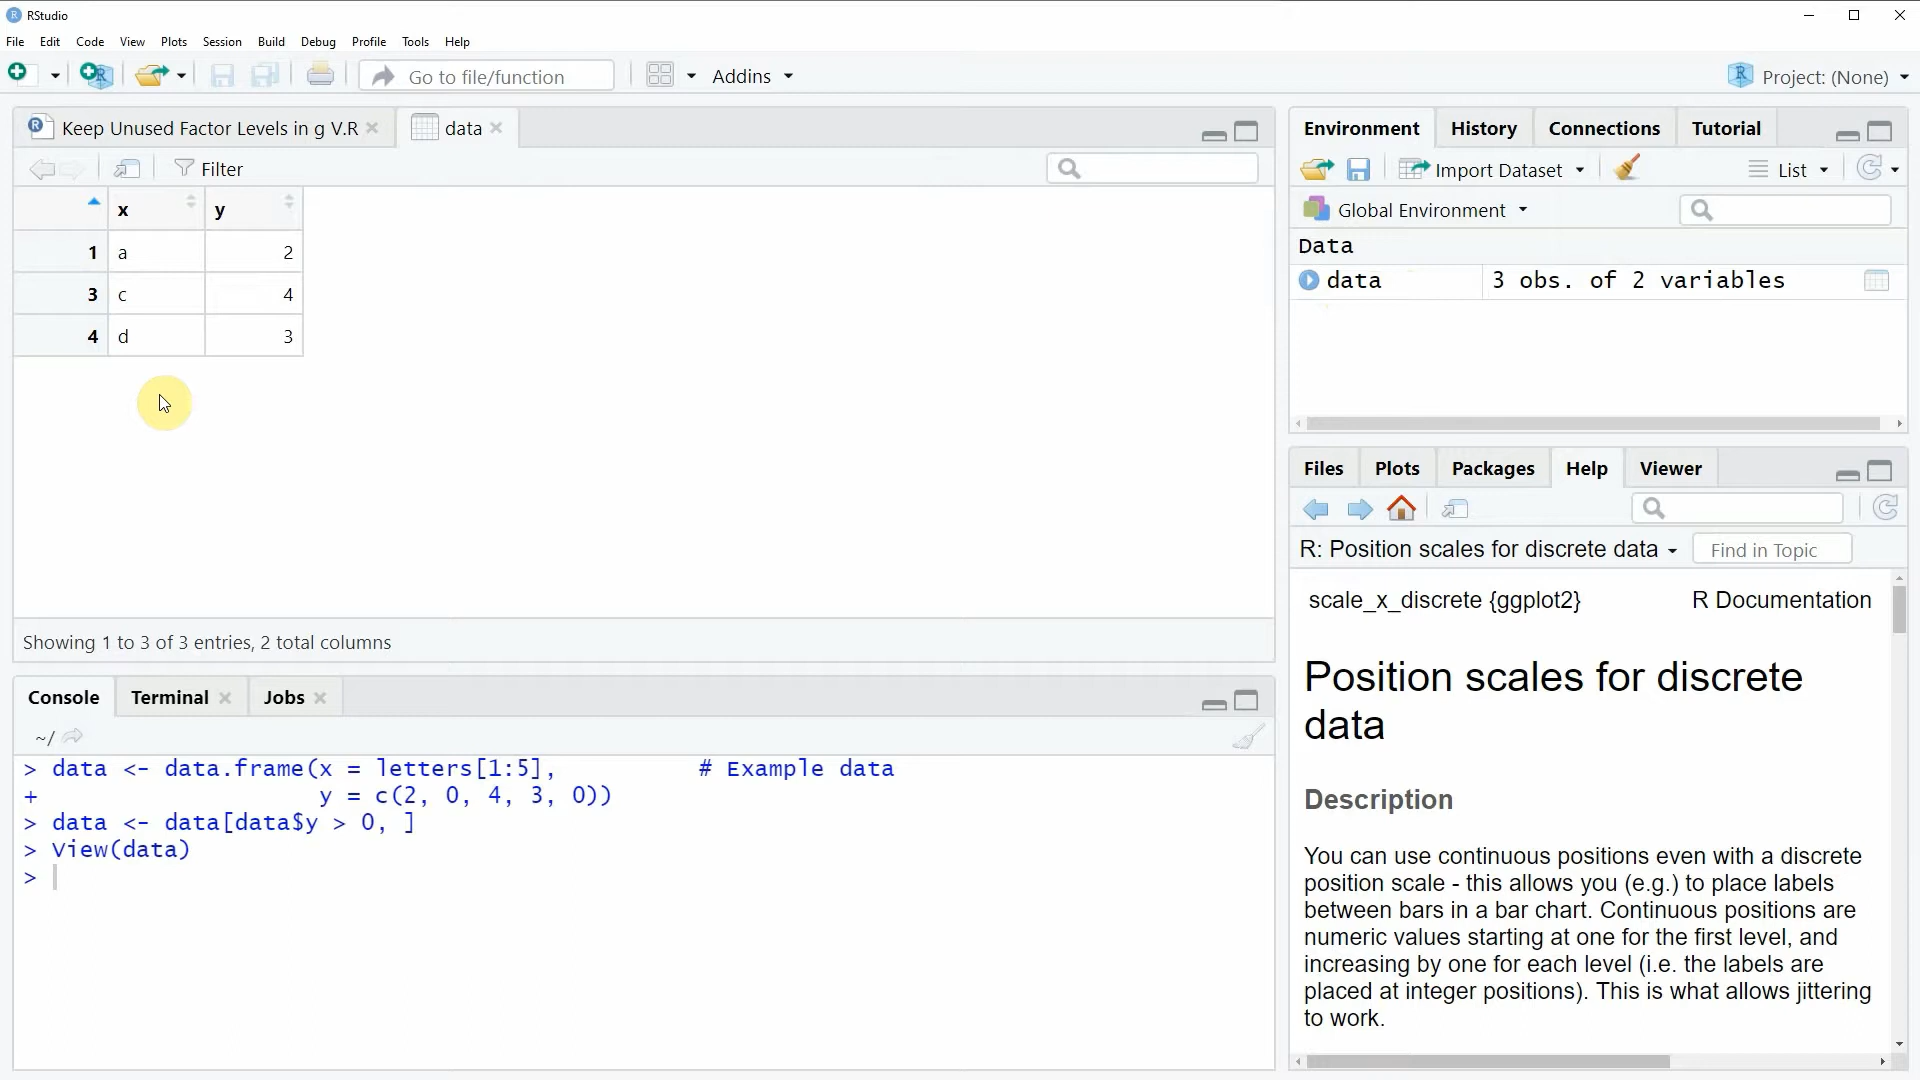 RStudio
File Edit Code View Plots Session Build Debug Profile Tools Help
Go to file/function Addins Project: (None)
Keep Unused Factor Levels in g V.R data
Filter
x y
1 a 2
3 c 4
4 d 3
Showing 1 to 3 of 3 entries, 2 total columns
Console Terminal Jobs
~/
> data <- data.frame(x = letters[1:5], # Example data
+ y = c(2, 0, 4, 3, 0))
> data <- data[data$y > 0, ]
> View(data)
>
Environment History Connections Tutorial
Import Dataset List
Global Environment
Data
data 3 obs. of 2 variables
Files Plots Packages Help Viewer
R: Position scales for discrete data Find in Topic
scale_x_discrete {ggplot2} R Documentation
Position scales for discrete
data
Description
You can use continuous positions even with a discrete
position scale - this allows you (e.g.) to place labels
between bars in a bar chart. Continuous positions are
numeric values starting at one for the first level, and
increasing by one for each level (i.e. the labels are
placed at integer positions). This is what allows jittering
to work.